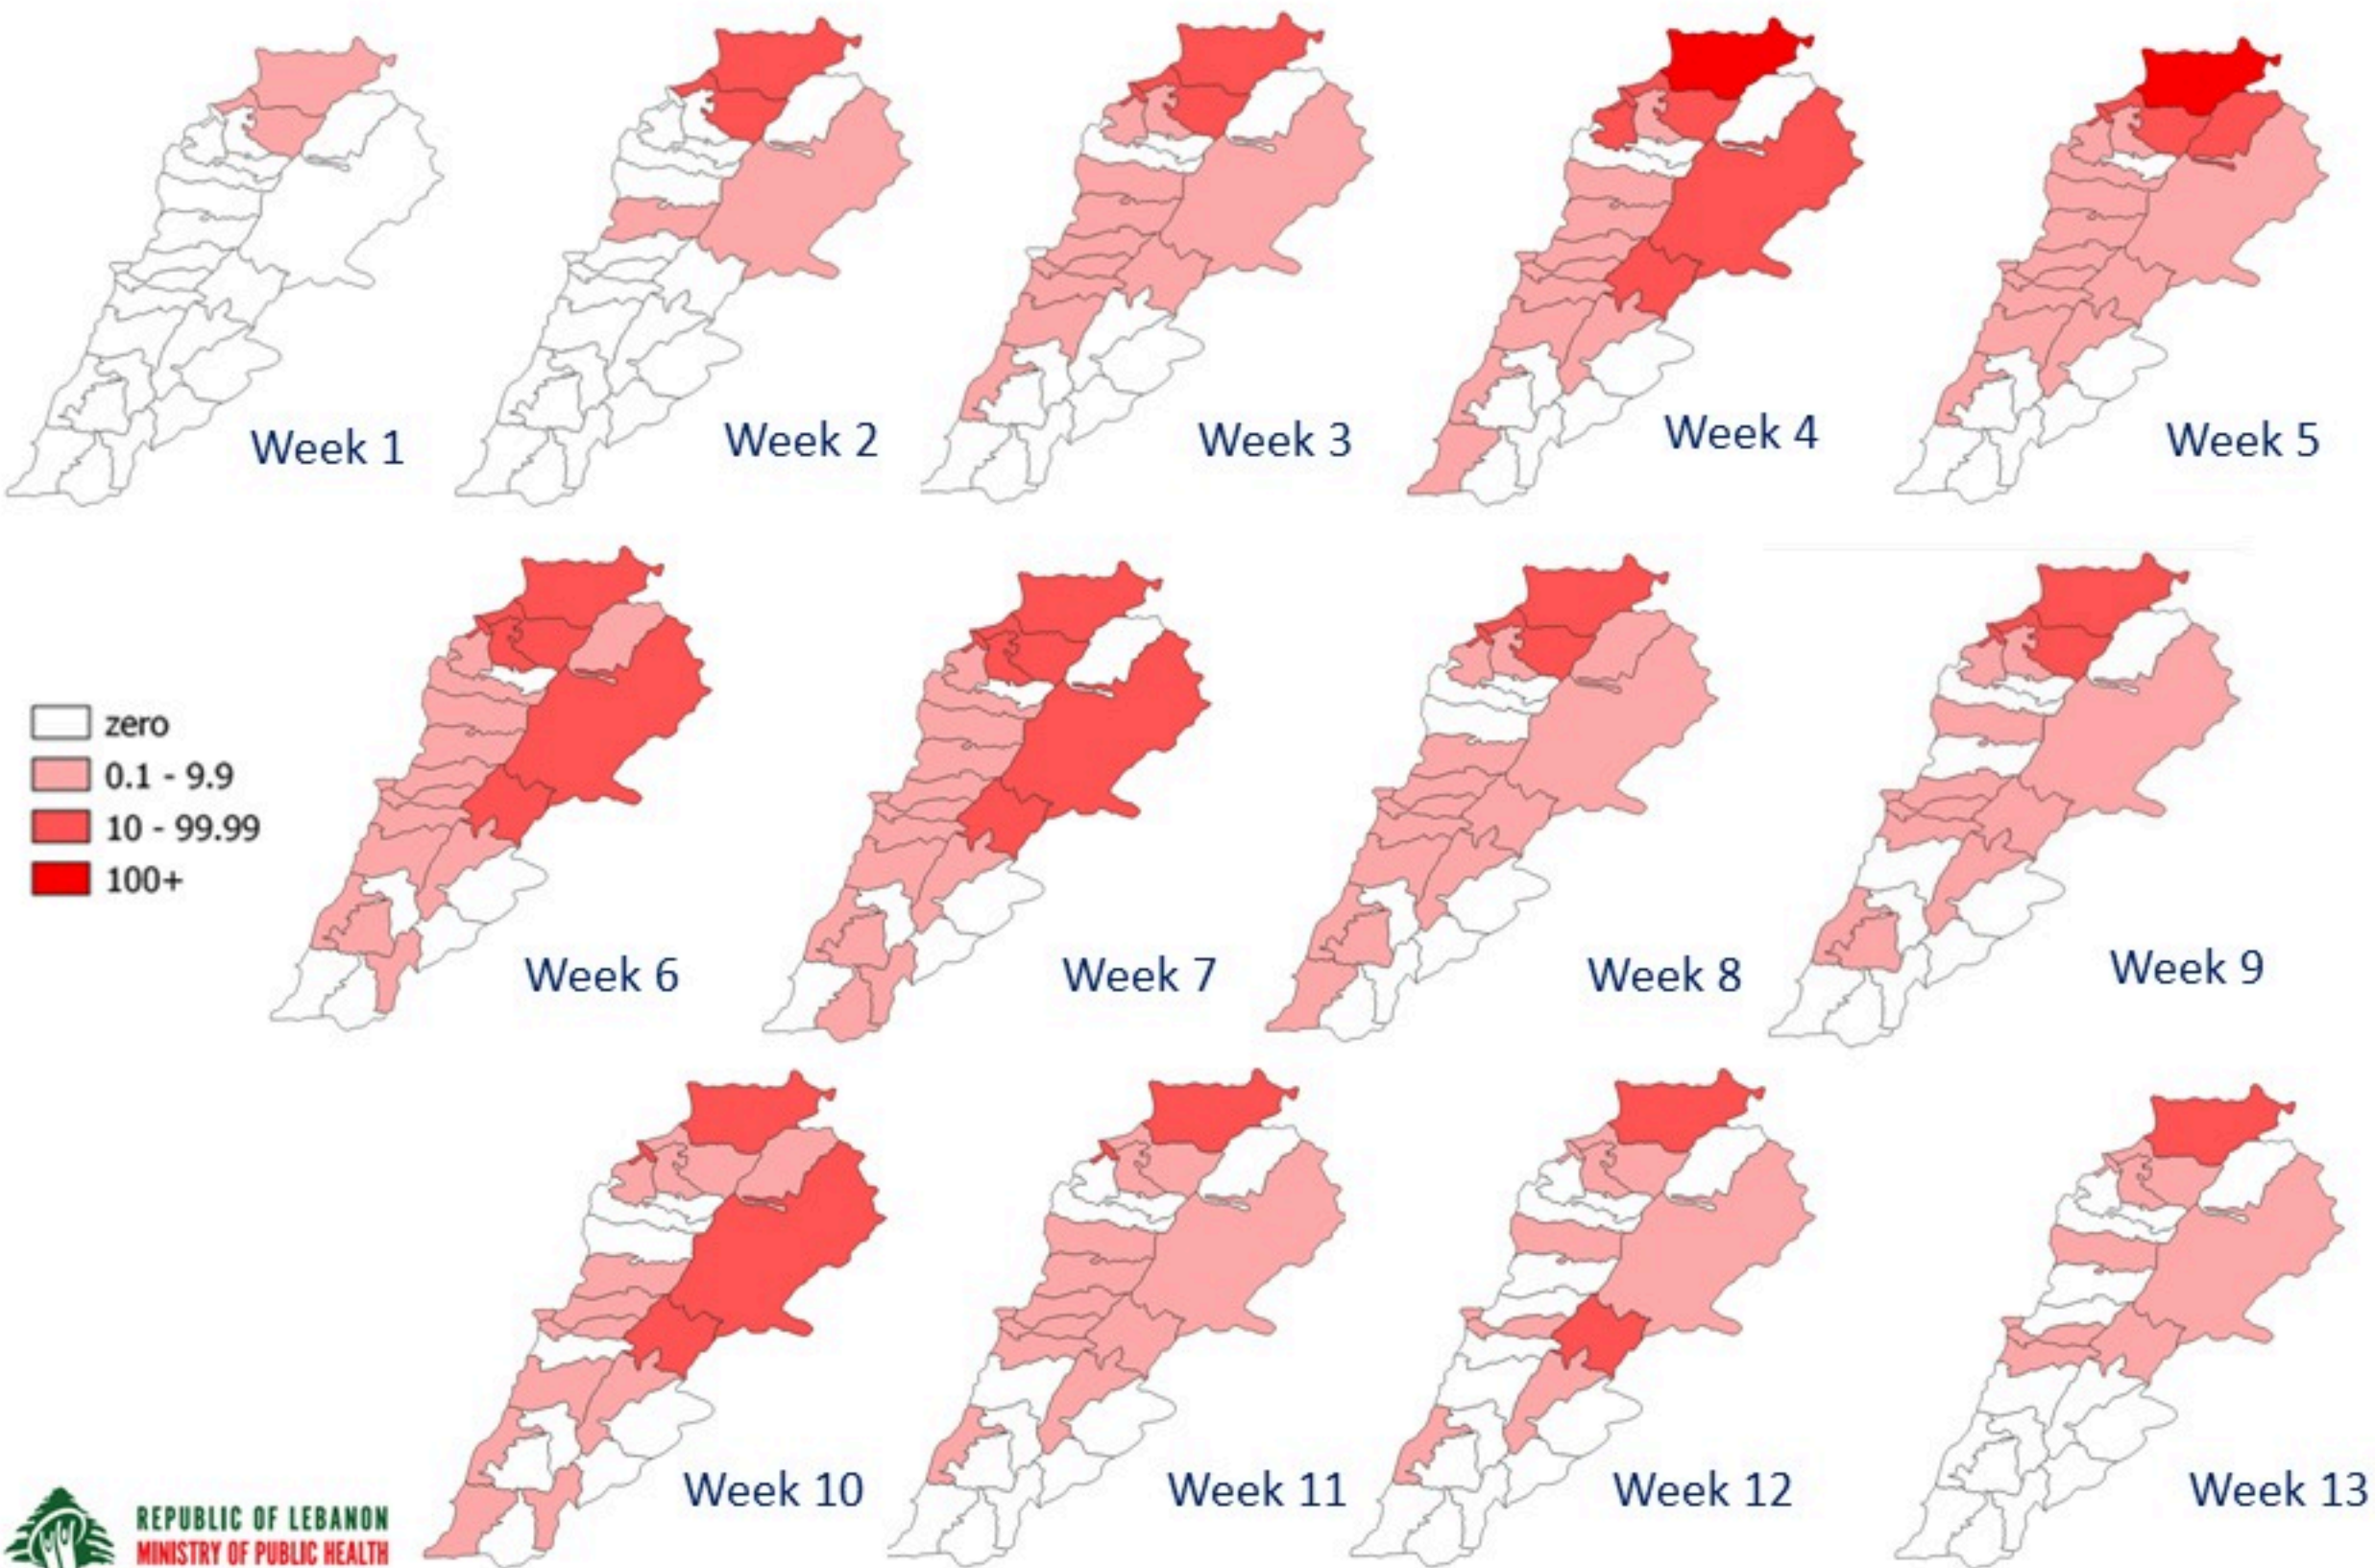 Week 1
Week 2
Week 3
Week 4
Week 5
zero
0.1 - 9.9
10 - 99.99
100+
Week 6
Week 7
Week 8
Week 9
Week 10
Week 11
Week 12
Week 13
REPUBLIC OF LEBANON
MINISTRY OF PUBLIC HEALTH